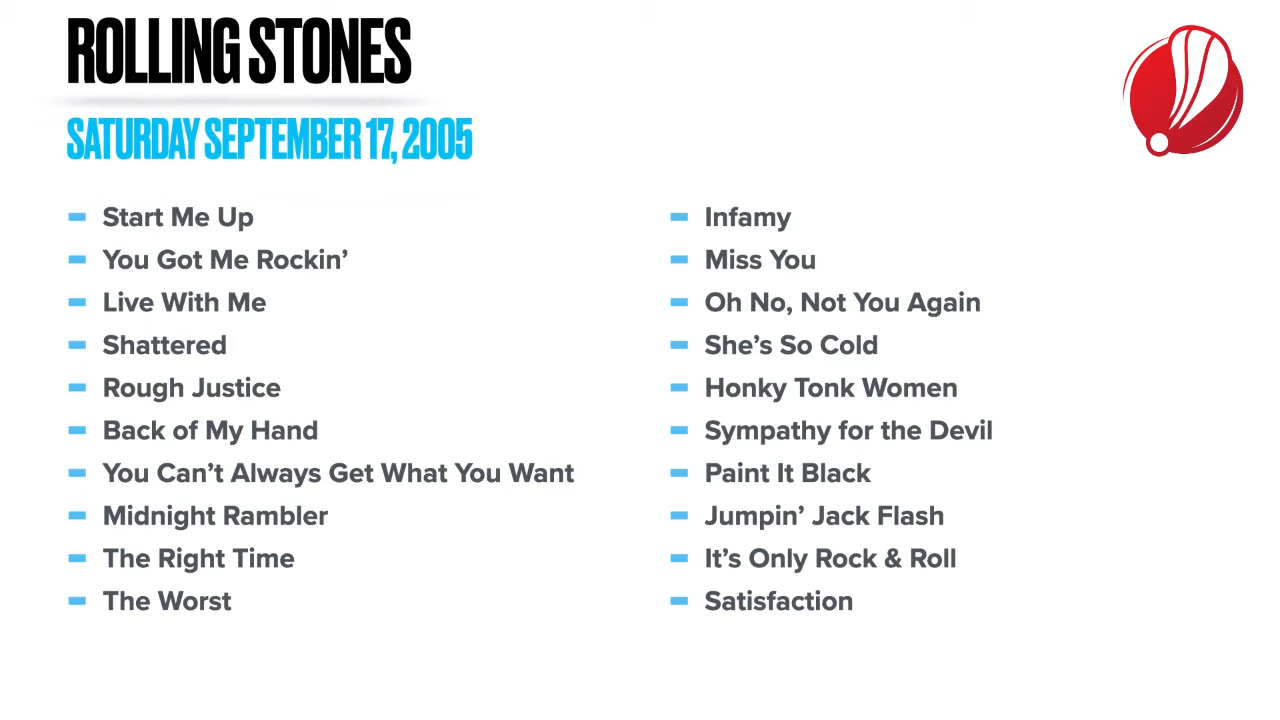 ROLLING STONES
SATURDAY SEPTEMBER 17, 2005
Start Me Up
You Got Me Rockin’
Live With Me
Shattered
Rough Justice
Back of My Hand
You Can’t Always Get What You Want
Midnight Rambler
The Right Time
The Worst
Infamy
Miss You
Oh No, Not You Again
She’s So Cold
Honky Tonk Women
Sympathy for the Devil
Paint It Black
Jumpin’ Jack Flash
It’s Only Rock & Roll
Satisfaction